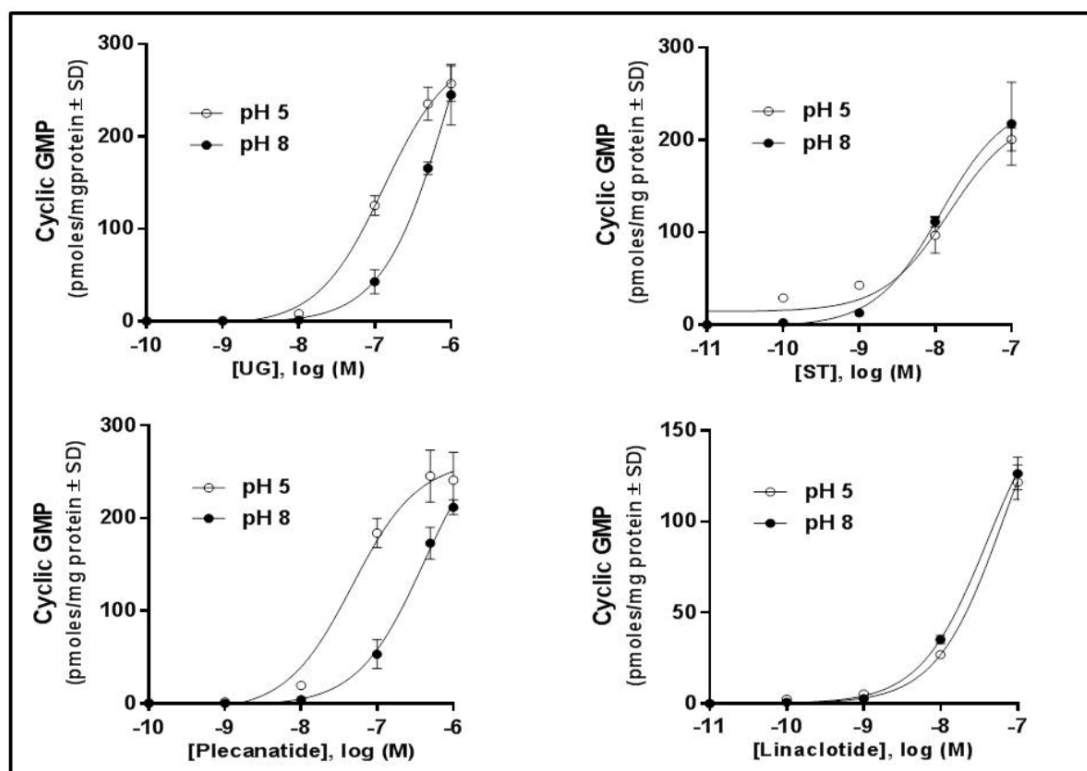 300
200
100
0
Cyclic GMP
(pmoles/mgprotein ± SD)
pH 5
pH 8
-10 -9 -8 -7 -6
[UG], log (M)
300
200
100
0
Cyclic GMP
(pmoles/mg protein ± SD)
pH 5
pH 8
-11 -10 -9 -8 -7
[ST], log (M)
300
200
100
0
Cyclic GMP
(pmoles/mg protein ± SD)
pH 5
pH 8
-10 -9 -8 -7 -6
[Plecanatide], log (M)
150
100
50
0
Cyclic GMP
(pmoles/mg protein ± SD)
pH 5
pH 8
-11 -10 -9 -8 -7
[Linaclotide], log (M)